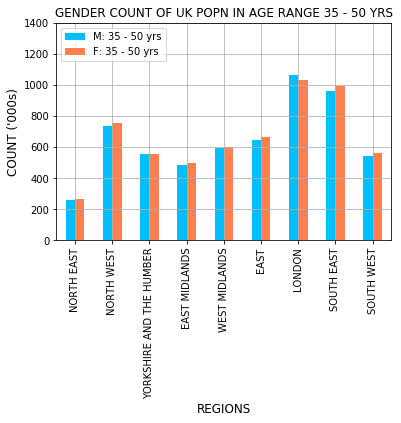 GENDER COUNT OF UK POPN IN AGE RANGE 35 - 50 YRS
M: 35 - 50 yrs
F: 35 - 50 yrs
COUNT ('000s)
1400
1200
1000
800
600
400
200
0
NORTH EAST
NORTH WEST
YORKSHIRE AND THE HUMBER
EAST MIDLANDS
WEST MIDLANDS
EAST
LONDON
SOUTH EAST
SOUTH WEST
REGIONS